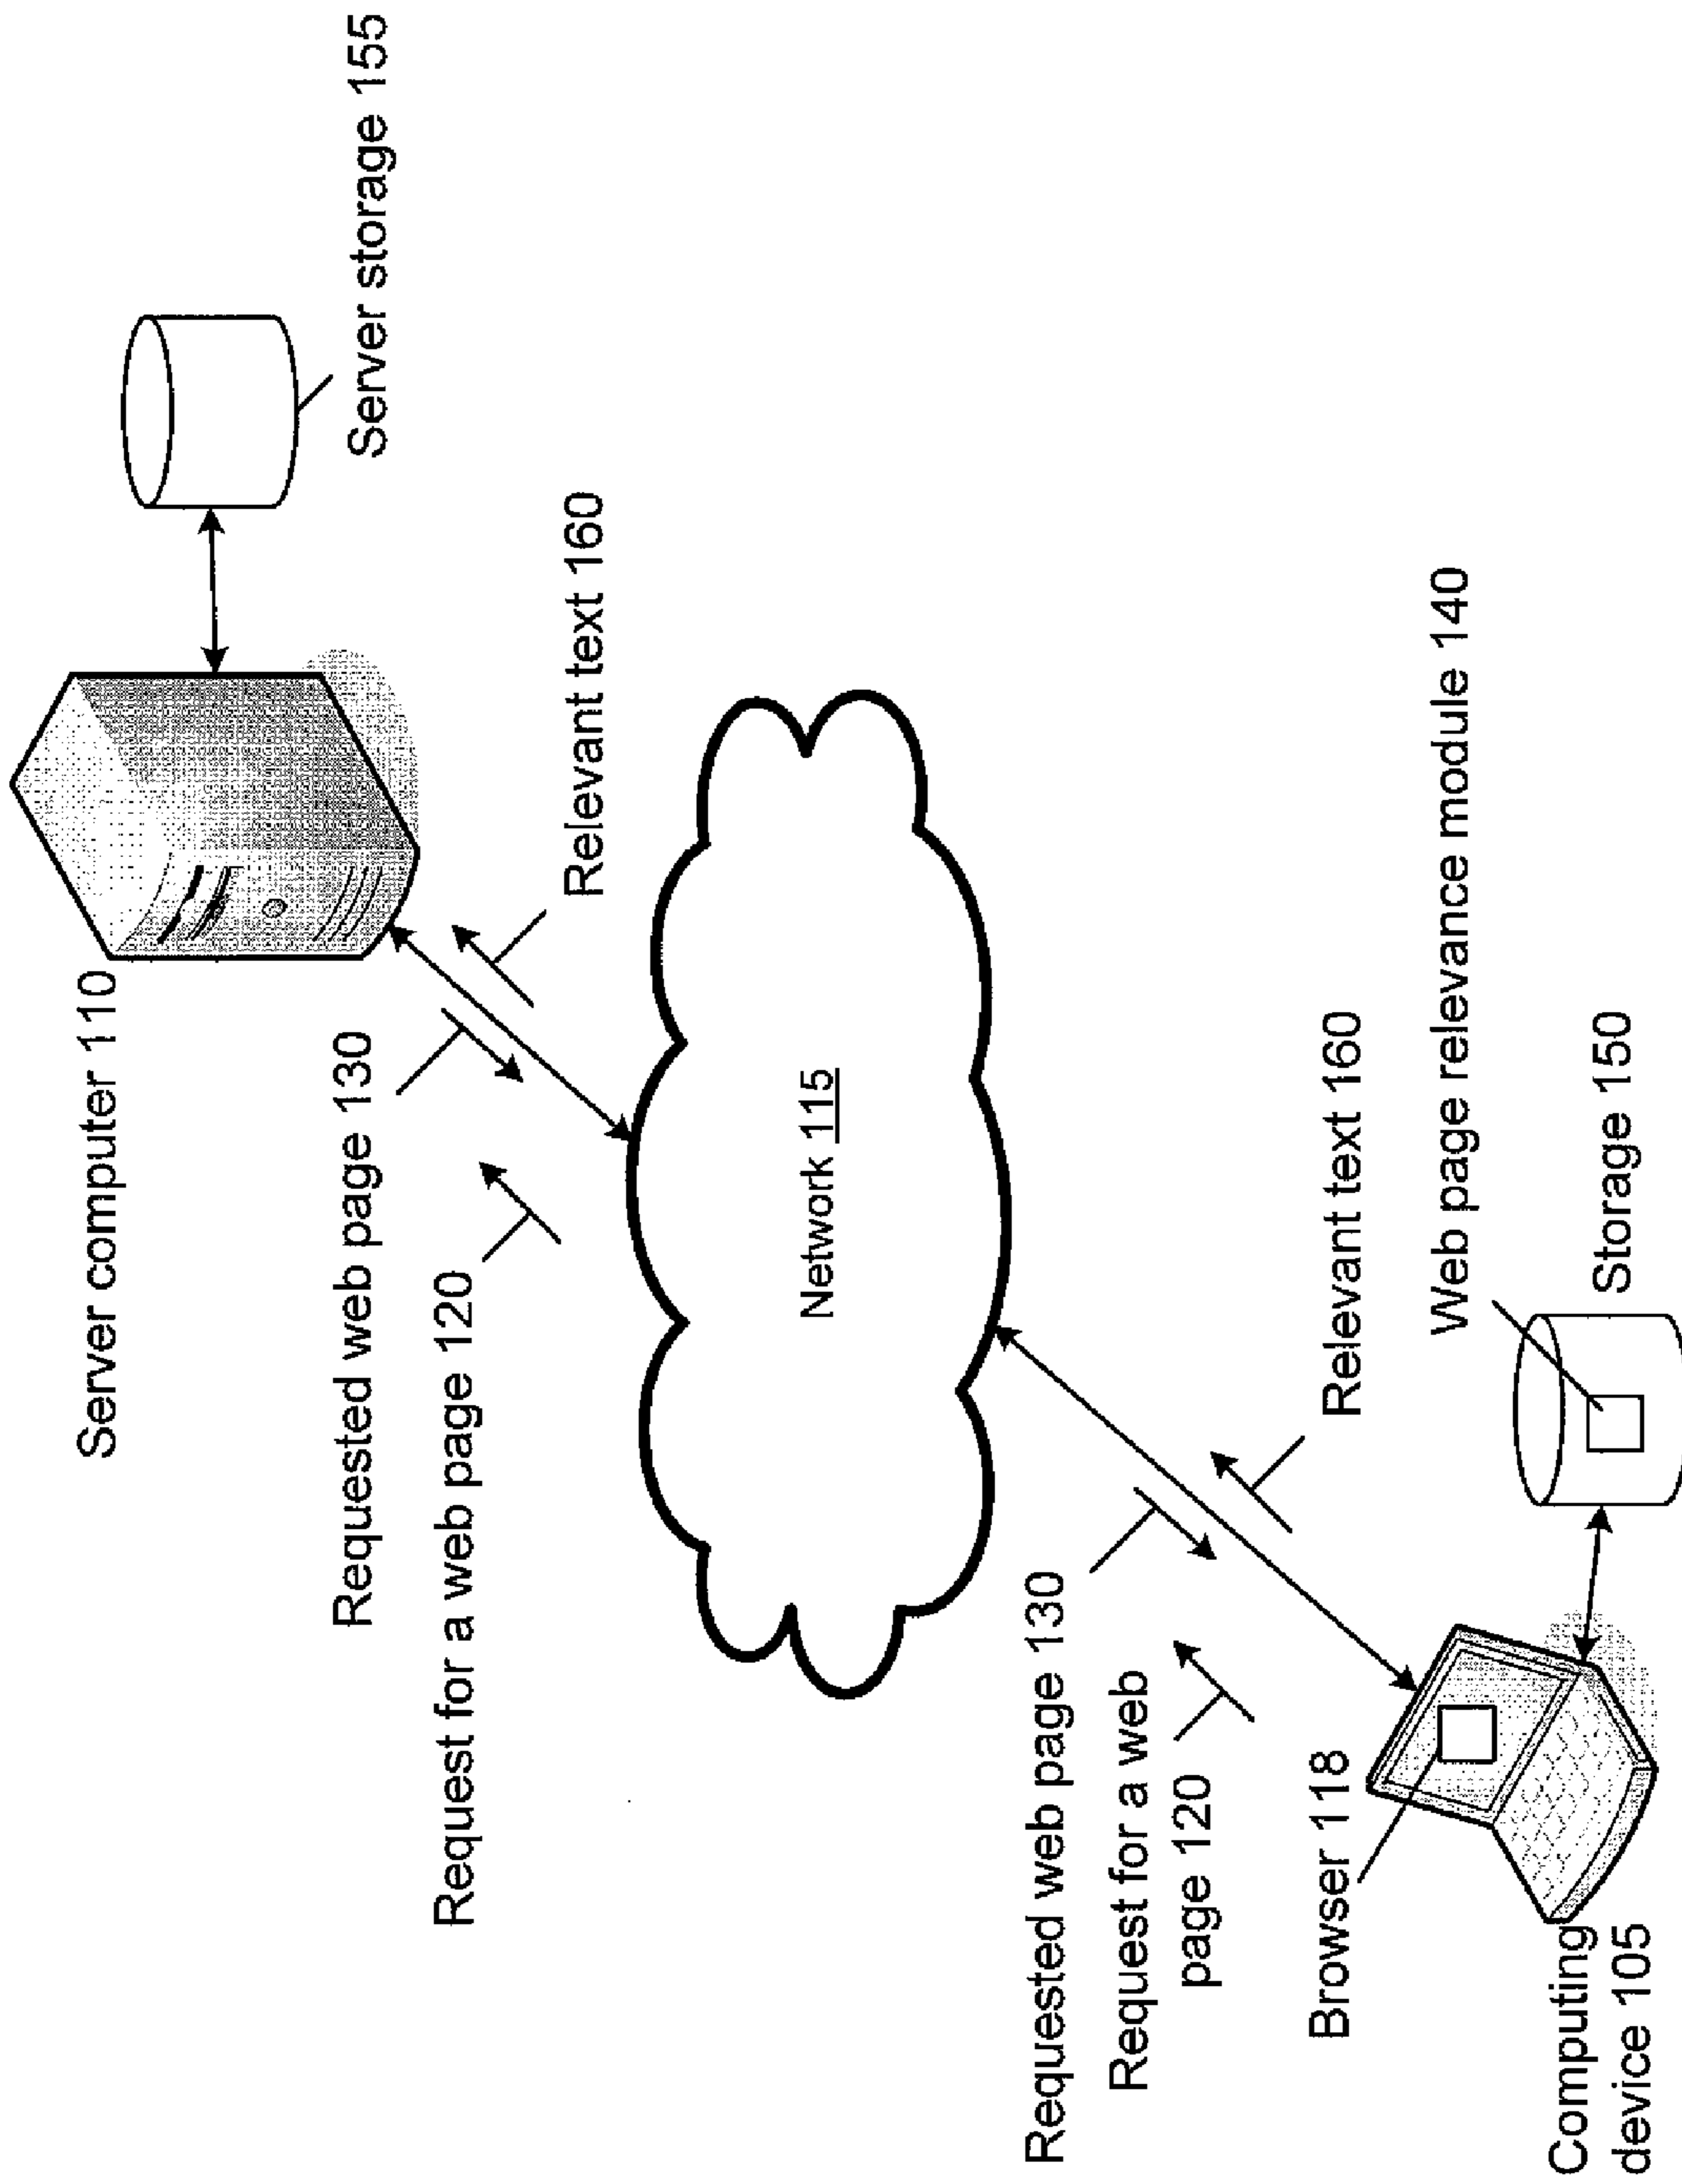 Server computer 110
Server storage 155
Requested web page 130
Request for a web page 120
Relevant text 160
Network 115
Requested web page 130
Request for a web
page 120
Relevant text 160
Browser 118
Web page relevance module 140
Computing
device 105
Storage 150